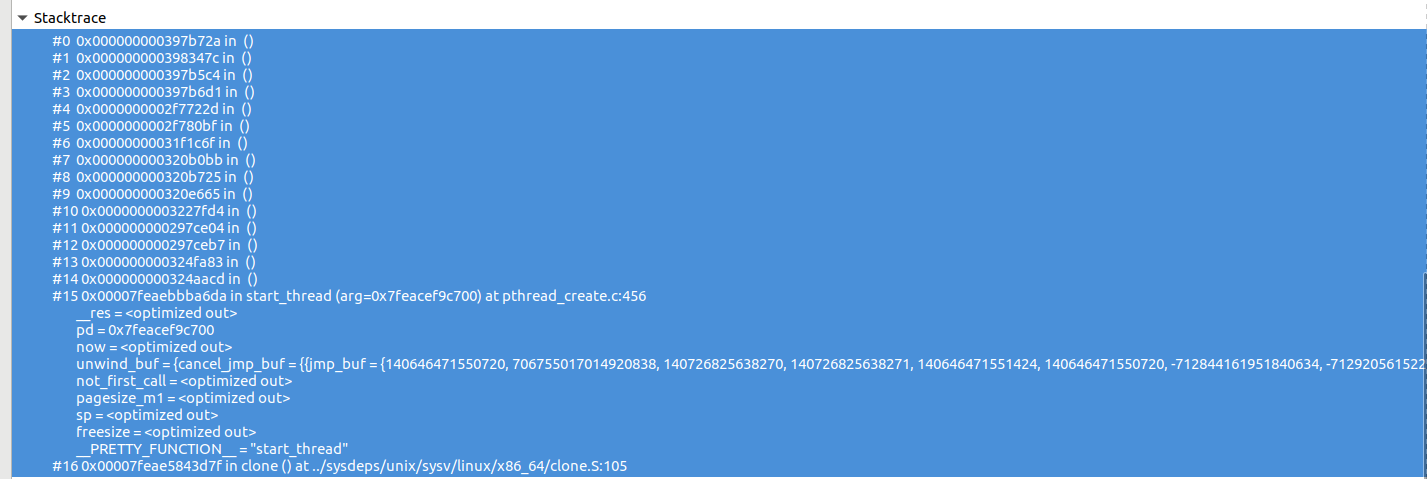 Stacktrace
#0 0x000000000397b72a in ()
#1 0x000000000398347c in ()
#2 0x000000000397b5c4 in ()
#3 0x000000000397b6d1 in ()
#4 0x0000000002f7722d in ()
#5 0x0000000002f780bf in ()
#6 0x00000000031f1c6f in ()
#7 0x000000000320b0bb in ()
#8 0x000000000320b725 in ()
#9 0x000000000320e665 in ()
#10 0x0000000003227fd4 in ()
#11 0x000000000297ce04 in ()
#12 0x000000000297ceb7 in ()
#13 0x000000000324fa83 in ()
#14 0x000000000324aacd in ()
#15 0x00007feaebbba6da in start_thread (arg=0x7feacef9c700) at pthread_create.c:456
__res = <optimized out>
pd = 0x7feacef9c700
now = <optimized out>
unwind_buf = {cancel_jmp_buf = {{jmp_buf = {140646471550720, 706755017014920838, 140726825638270, 140726825638271, 140646471551424, 140646471550720, -712844161951840634, -712920561522
not_first_call = <optimized out>
pagesize_m1 = <optimized out>
sp = <optimized out>
freesize = <optimized out>
__PRETTY_FUNCTION__ = "start_thread"
#16 0x00007feae5843d7f in clone () at ../sysdeps/unix/sysv/linux/x86_64/clone.S:105